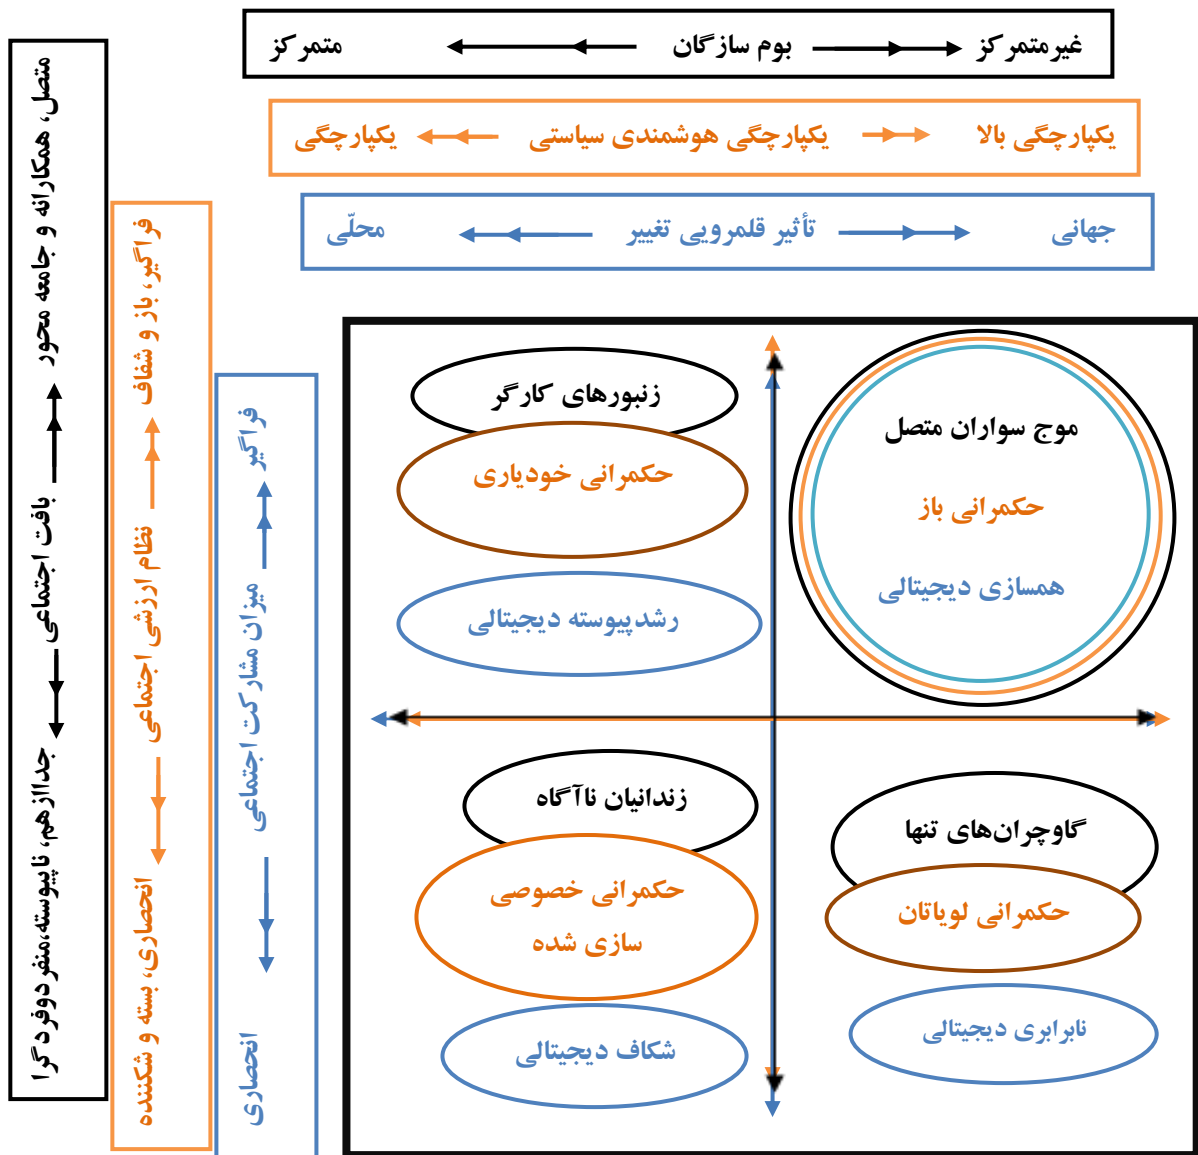 غیرمتمرکز بوم سازگان متمرکز
یکپارچگی بالا یکپارچگی هوشمندی سیاستی یکپارچگی
جهانی تأثیر قلمرویی تغییر محلّی
متصل، همکارانه و جامعه محور
بافت اجتماعی
جداازهم، ناپیوسته،منفردوفردگرا
فراگیر، باز و شفاف
نظام ارزشی اجتماعی
انحصاری، بسته و شکننده
فراگیر
میزان مشارکت اجتماعی
انحصاری
موج سواران متصل
حکمرانی باز
همسازی دیجیتالی
زنبورهای کارگر
حکمرانی خودیاری
رشدپیوسته دیجیتالی
گاوچران‌های تنها
حکمرانی لویاتان
نابرابری دیجیتالی
زندانیان ناآگاه
حکمرانی خصوصی
سازی شده
شکاف دیجیتالی